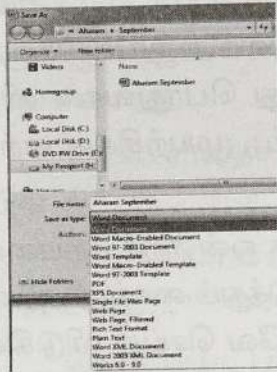 Save As
Aharam ▸ September
Organize New folder
Videos
Homegroup
Computer
Local Disk (C:)
Local Disk (D:)
DVD RW Drive (E:)
My Passport (H:)
Name
Aharam September
File name: Aharam September
Save as type: Word Document
Authors:
Word Document
Word Macro-Enabled Document
Word 97-2003 Document
Word Template
Word Macro-Enabled Template
Word 97-2003 Template
PDF
XPS Document
Single File Web Page
Web Page
Web Page, Filtered
Rich Text Format
Plain Text
Word XML Document
Word 2003 XML Document
Works 6.0 - 9.0
Hide Folders